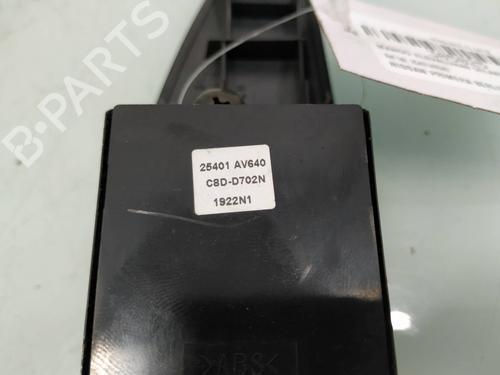 25401 AV640
C8D-D702N
1922N1
>ABS<
B-PARTS